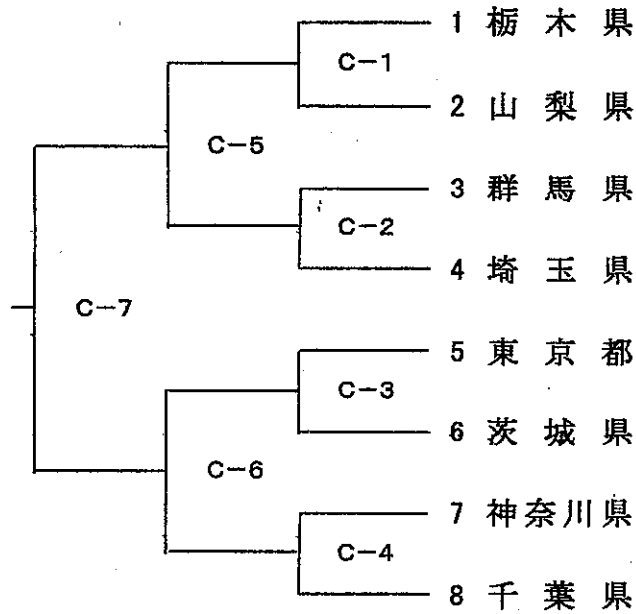 1 栃木県
C-1
2 山梨県
C-5
3 群馬県
C-2
4 埼玉県
C-7
5 東京都
C-3
6 茨城県
C-6
7 神奈川県
C-4
8 千葉県